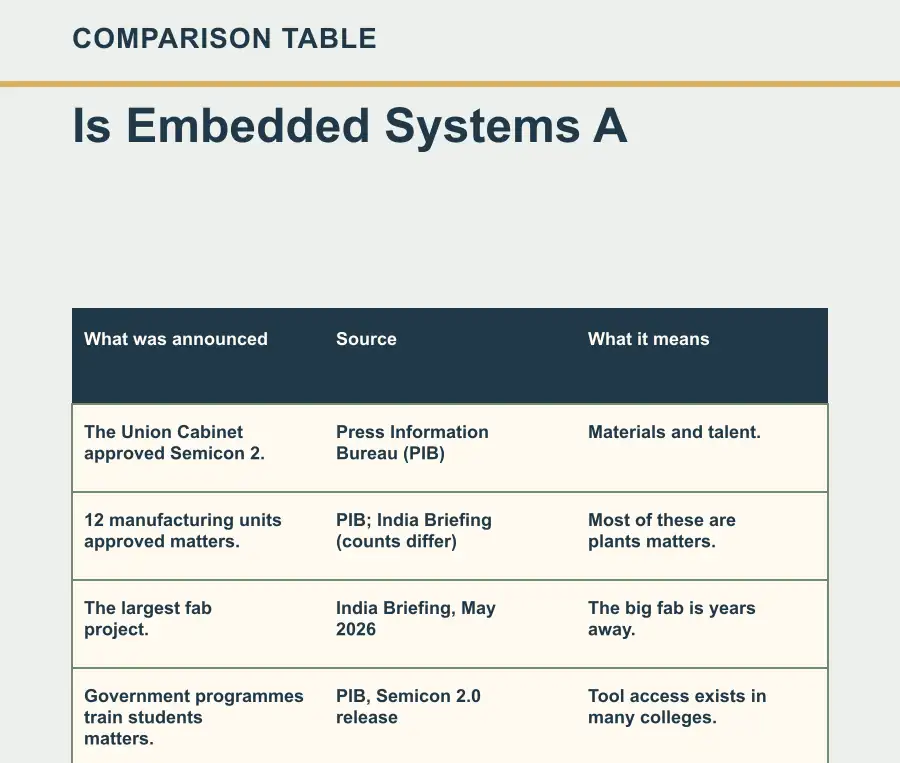 COMPARISON TABLE
Is Embedded Systems A
What was announced
Source
What it means
The Union Cabinet
approved Semicon 2.
Press Information
Bureau (PIB)
Materials and talent.
12 manufacturing units
approved matters.
PIB; India Briefing
(counts differ)
Most of these are
plants matters.
The largest fab
project.
India Briefing, May
2026
The big fab is years
away.
Government programmes
train students
matters.
PIB, Semicon 2.0
release
Tool access exists in
many colleges.